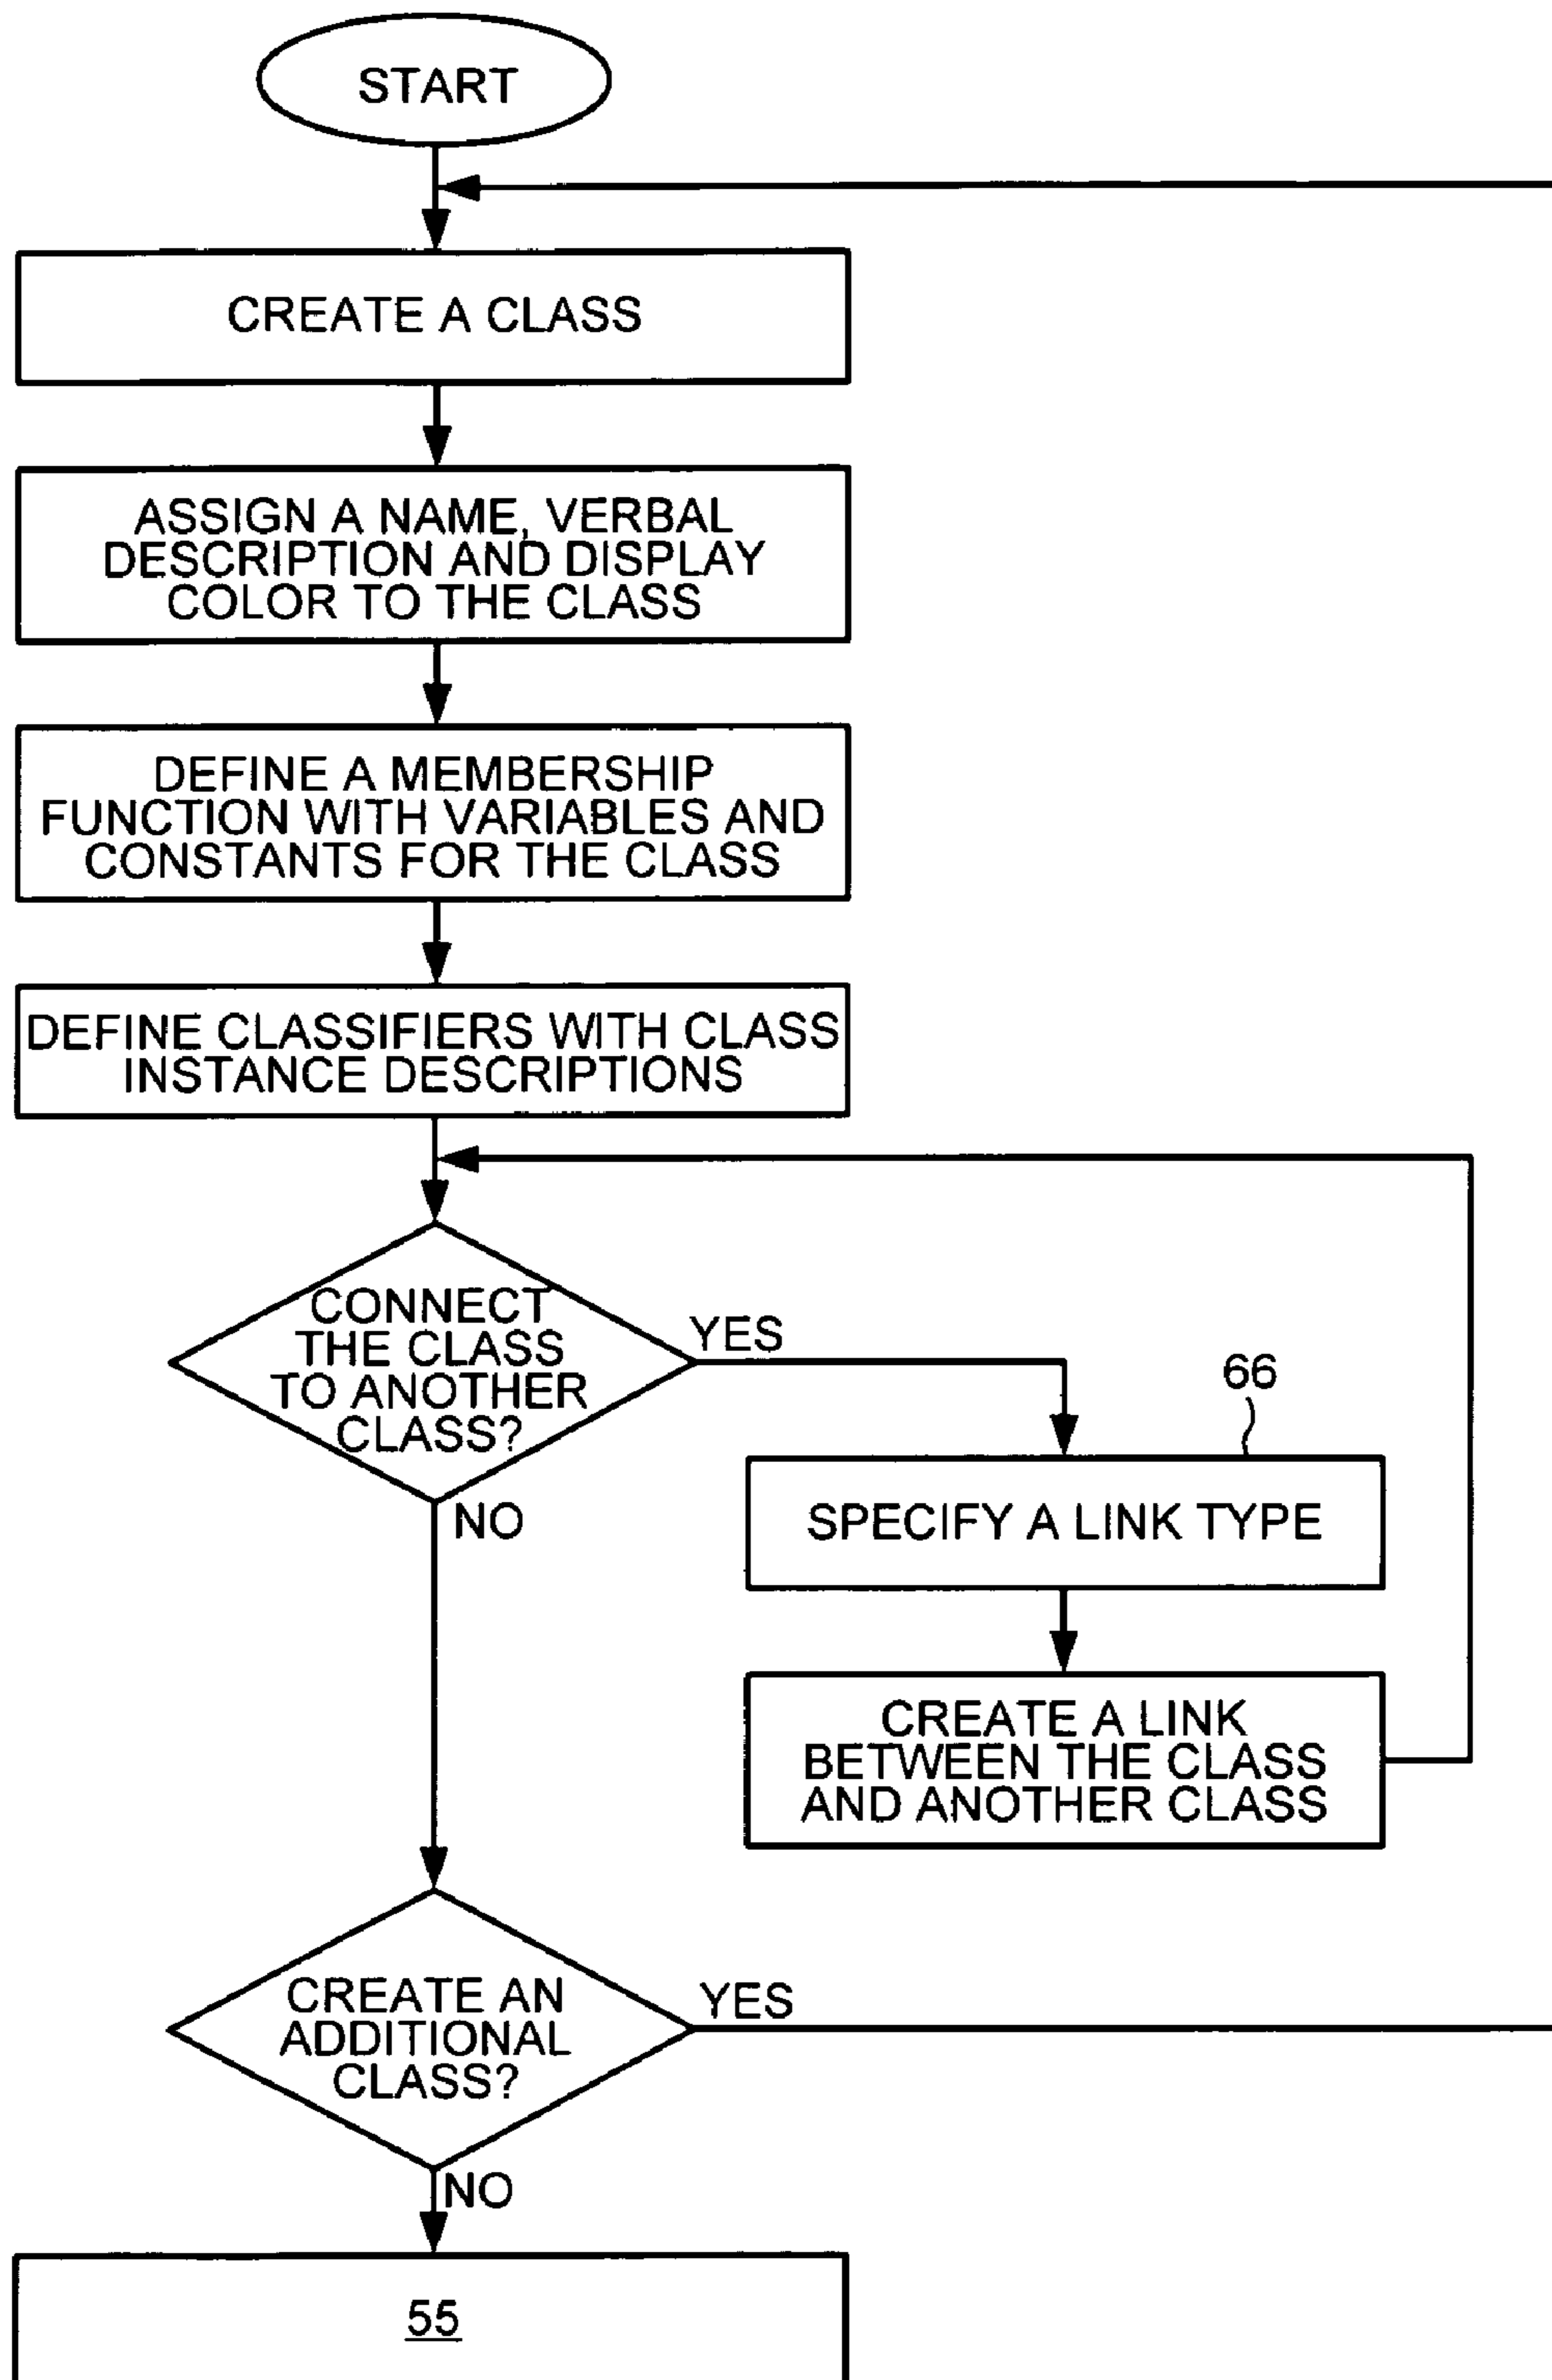 START
CREATE A CLASS
ASSIGN A NAME, VERBAL
DESCRIPTION AND DISPLAY
COLOR TO THE CLASS
DEFINE A MEMBERSHIP
FUNCTION WITH VARIABLES AND
CONSTANTS FOR THE CLASS
DEFINE CLASSIFIERS WITH CLASS
INSTANCE DESCRIPTIONS
CONNECT
THE CLASS
TO ANOTHER
CLASS?
YES
NO
66
SPECIFY A LINK TYPE
CREATE A LINK
BETWEEN THE CLASS
AND ANOTHER CLASS
CREATE AN
ADDITIONAL
CLASS?
YES
NO
55